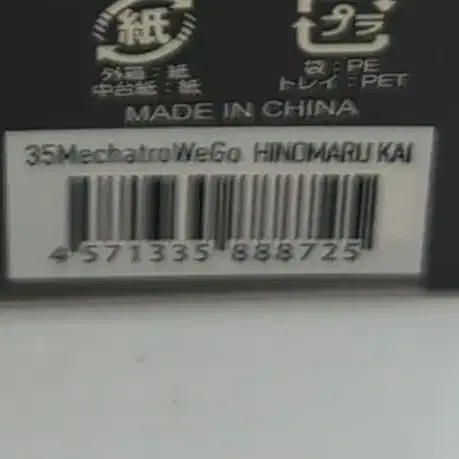 紙 プラ
外箱：紙 袋：PE
中台紙：紙 トレイ：PET
MADE IN CHINA
35MechatroWeGo HINOMARU KAI
4 571335 888725